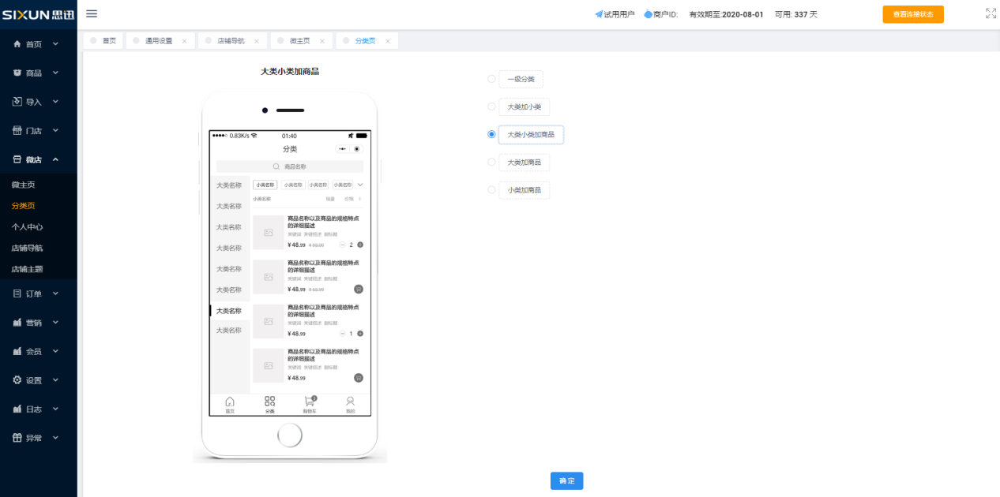 SIXUN思迅
试用用户
商户ID:
有效期至:2020-08-01
可用: 337 天
查看连接状态
首页
通用设置
店铺导航
微主页
分类页
首页
商品
导入
门店
微店
微主页
分类页
个人中心
店铺导航
店铺主题
订单
营销
会员
设置
日志
异常
大类小类加商品
0.83K/s
01:40
分类
商品名称
大类名称
大类名称
大类名称
大类名称
大类名称
大类名称
大类名称
大类名称
小类名称
小类名称
小类名称
小类名称
小类名称
销量
价格
商品名称以及商品的规格特点
的详细描述
关键词 关键描述 副标题
¥48.99
¥98.00
2
商品名称以及商品的规格特点
的详细描述
关键词 关键描述 副标题
¥48.99
商品名称以及商品的规格特点
的详细描述
关键词 关键描述 副标题
¥48.99
1
商品名称以及商品的规格特点
的详细描述
关键词 关键描述 副标题
¥48.99
首页
分类
购物车
我的
一级分类
大类加小类
大类小类加商品
大类加商品
小类加商品
确 定